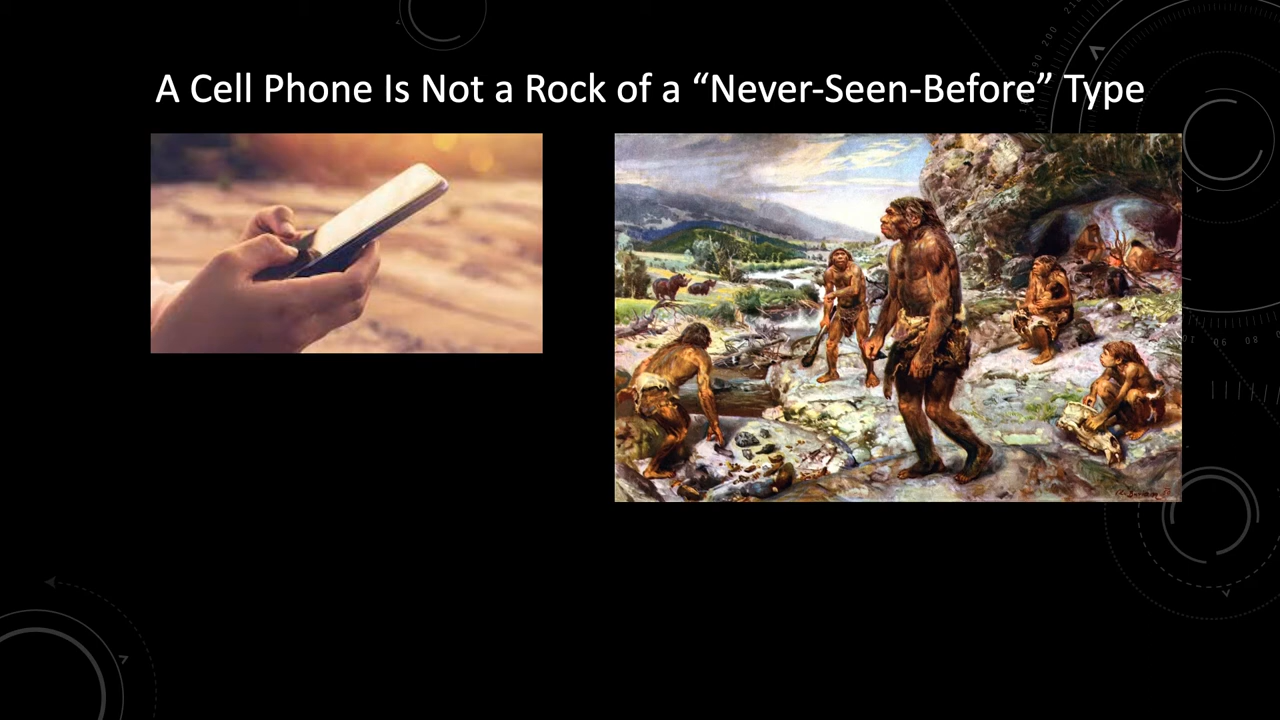 A Cell Phone Is Not a Rock of a “Never-Seen-Before” Type